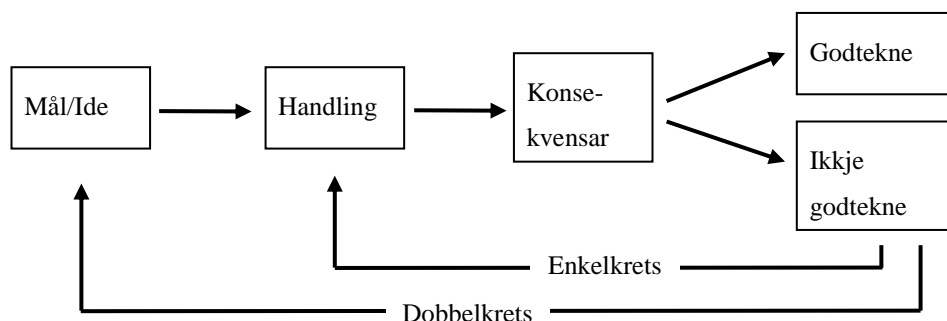 Mål/Ide
Handling
Konse-
kvensar
Godtekne
Ikkje
godtekne
Enkelkrets
Dobbelkrets